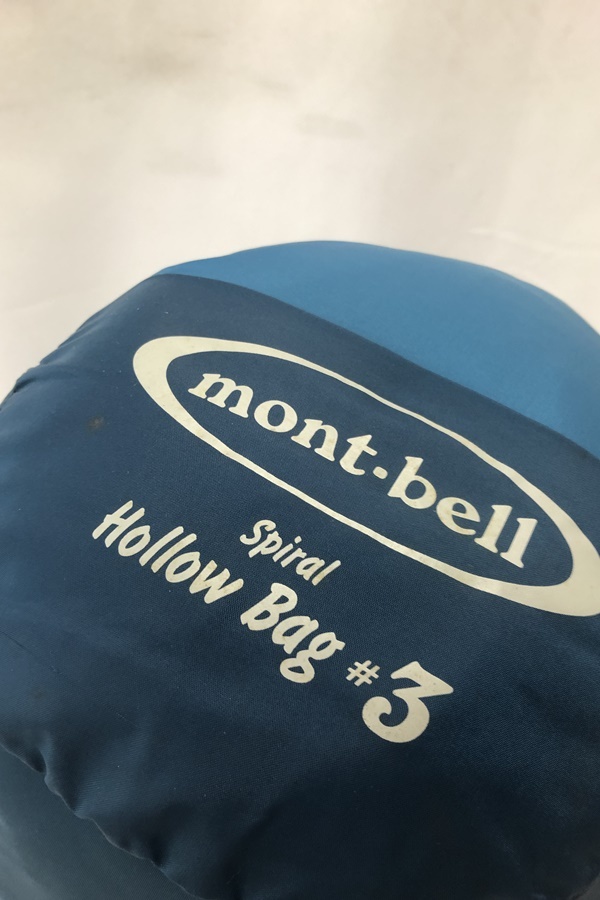 mont-bell
Spiral
Hollow Bag #3